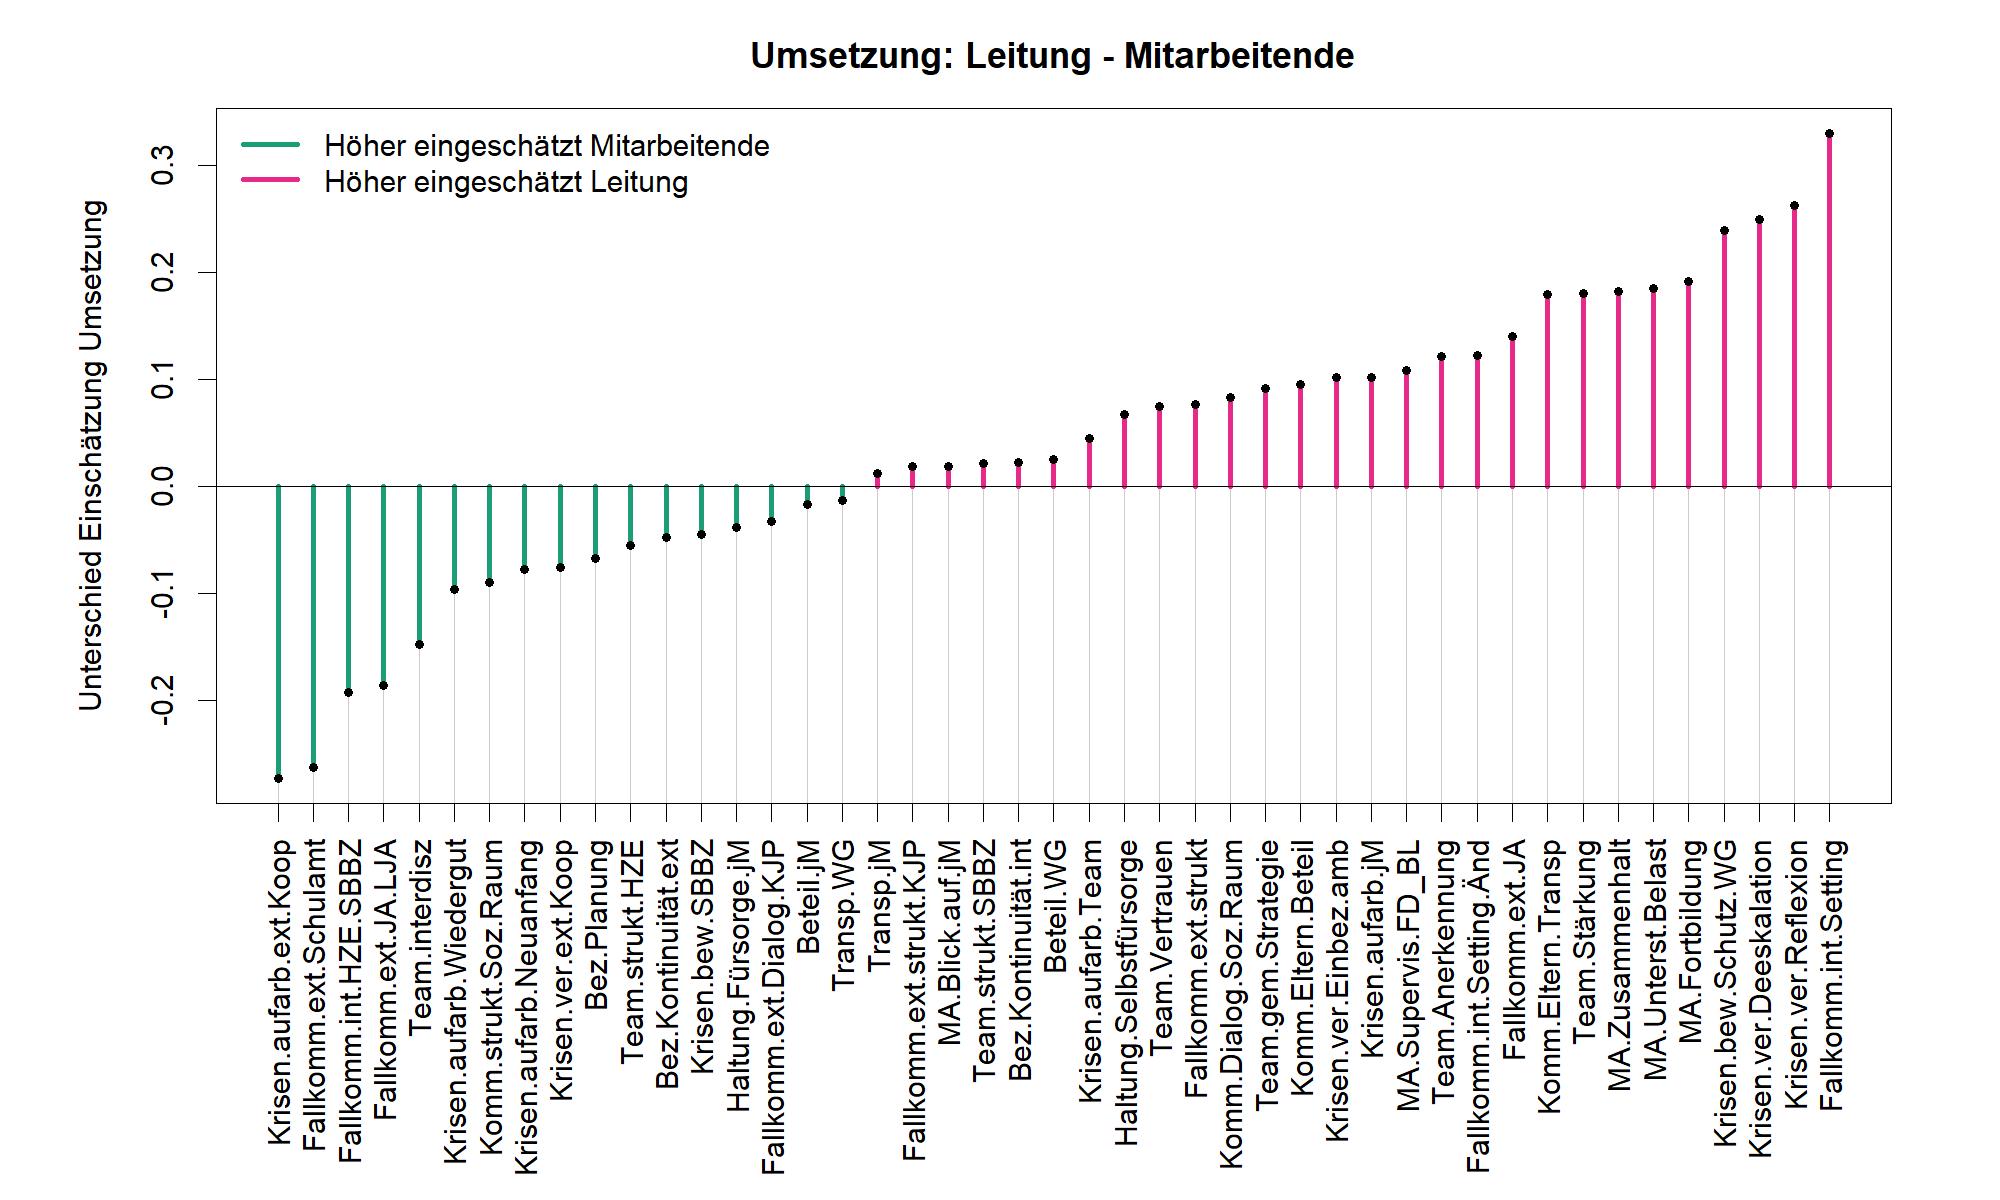 Umsetzung: Leitung - Mitarbeitende
Höher eingeschätzt Mitarbeitende
Höher eingeschätzt Leitung
Unterschied Einschätzung Umsetzung
0.3
0.2
0.1
0.0
-0.1
-0.2
Krisen.aufarb.ext.Koop
Fallkomm.ext.Schulamt
Fallkomm.int.HZE.SBBZ
Fallkomm.ext.JA.LJA
Team.interdisz
Krisen.aufarb.Wiedergut
Komm.strukt.Soz.Raum
Krisen.aufarb.Neuanfang
Krisen.ver.ext.Koop
Bez.Planung
Team.strukt.HZE
Bez.Kontinuität.ext
Krisen.bew.SBBZ
Haltung.Fürsorge.jM
Fallkomm.ext.Dialog.KJP
Beteil.jM
Transp.WG
Transp.jM
Fallkomm.ext.strukt.KJP
MA.Blick.auf.jM
Team.strukt.SBBZ
Bez.Kontinuität.int
Beteil.WG
Krisen.aufarb.Team
Haltung.Selbstfürsorge
Team.Vertrauen
Fallkomm.ext.strukt
Komm.Dialog.Soz.Raum
Team.gem.Strategie
Komm.Eltern.Beteil
Krisen.ver.Einbez.amb
Krisen.aufarb.jM
MA.Supervis.FD_BL
Team.Anerkennung
Fallkomm.int.Setting.Änd
Fallkomm.ext.JA
Komm.Eltern.Transp
Team.Stärkung
MA.Zusammenhalt
MA.Unterst.Belast
MA.Fortbildung
Krisen.bew.Schutz.WG
Krisen.ver.Deeskalation
Krisen.ver.Reflexion
Fallkomm.int.Setting